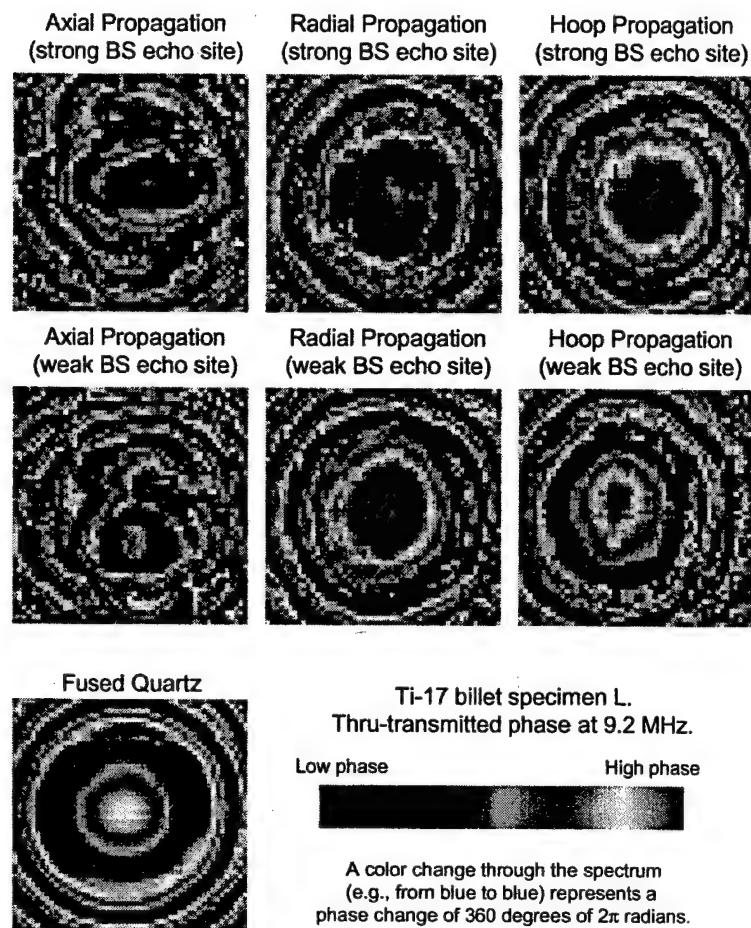 Axial Propagation
(strong BS echo site)
Radial Propagation
(strong BS echo site)
Hoop Propagation
(strong BS echo site)
Axial Propagation
(weak BS echo site)
Radial Propagation
(weak BS echo site)
Hoop Propagation
(weak BS echo site)
Fused Quartz
Ti-17 billet specimen L.
Thru-transmitted phase at 9.2 MHz.
Low phase
High phase
A color change through the spectrum
(e.g., from blue to blue) represents a
phase change of 360 degrees of 2π radians.